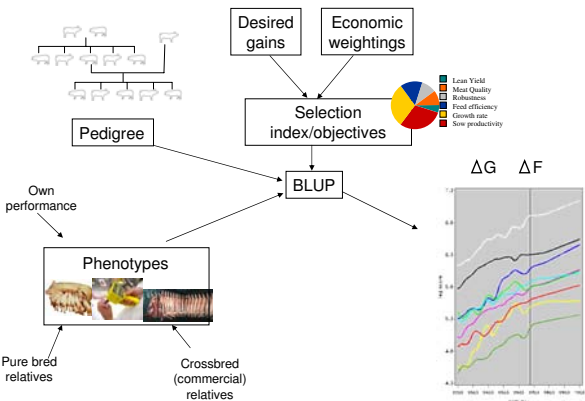 Desired
gains
Economic
weightings
Lean Yield
Meat Quality
Robustness
Feed efficiency
Growth rate
Sow productivity
Selection
index/objectives
Pedigree
BLUP
ΔG ΔF
Own
performance
Phenotypes
Pure bred
relatives
Crossbred
(commercial)
relatives